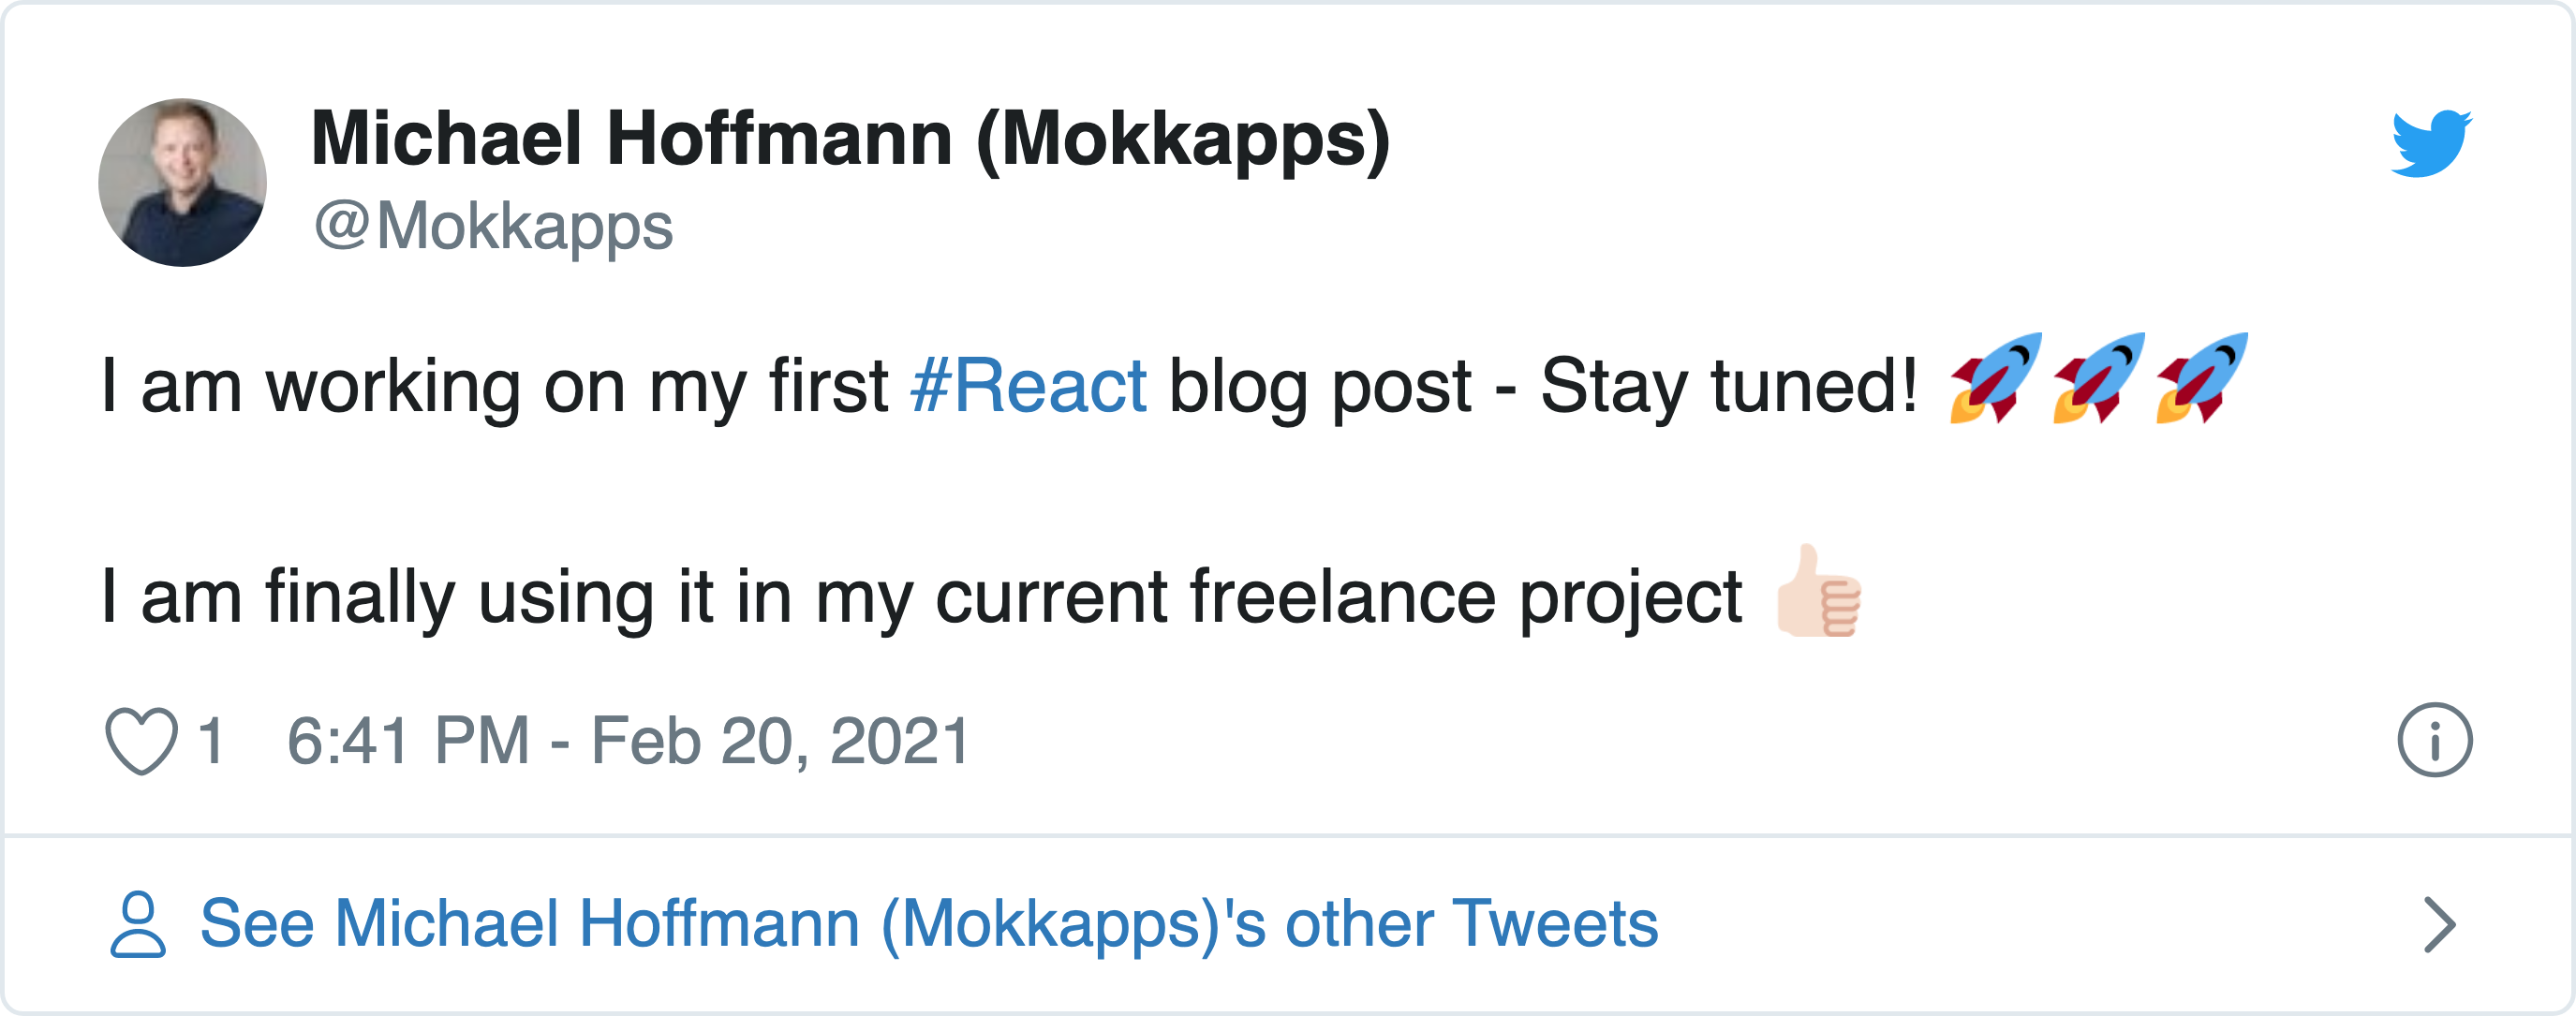 Michael Hoffmann (Mokkapps)
@Mokkapps
I am working on my first #React blog post - Stay tuned! 🚀🚀🚀
I am finally using it in my current freelance project 👍🏻
1 6:41 PM - Feb 20, 2021
See Michael Hoffmann (Mokkapps)'s other Tweets